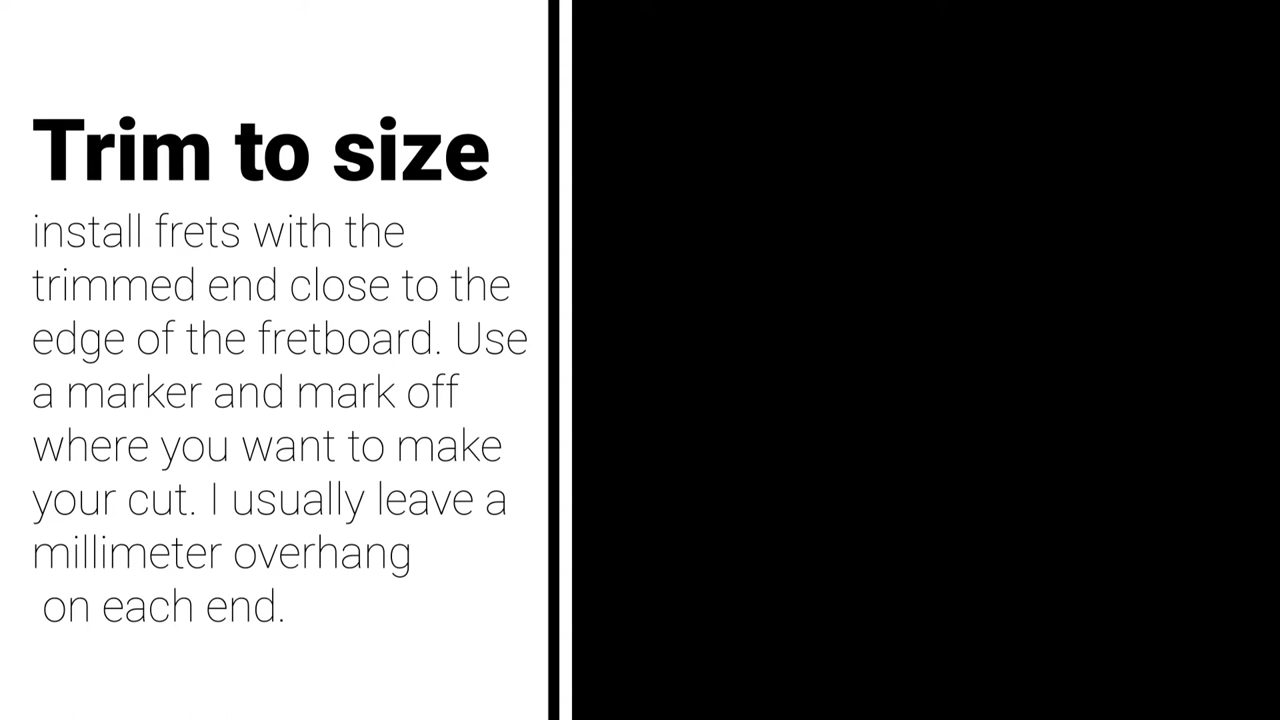 Trim to size
install frets with the
trimmed end close to the
edge of the fretboard. Use
a marker and mark off
where you want to make
your cut. I usually leave a
millimeter overhang
on each end.